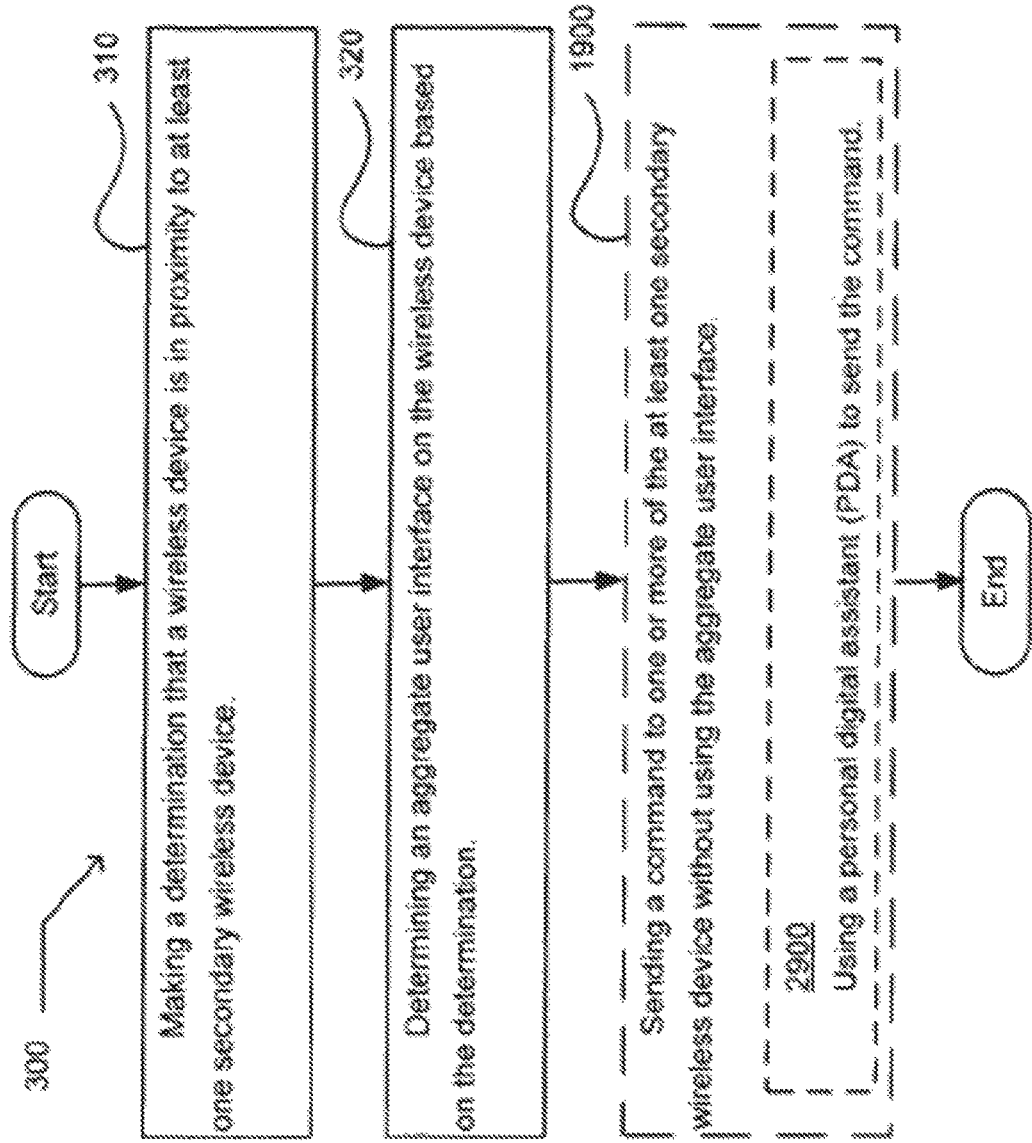 300
Start
310
Making a determination that a wireless device is in proximity to at least
one secondary wireless device.
320
Determining an aggregate user interface on the wireless device based
on the determination.
1900
Sending a command to one or more of the at least one secondary
wireless device without using the aggregate user interface.
2900
Using a personal digital assistant (PDA) to send the command.
End